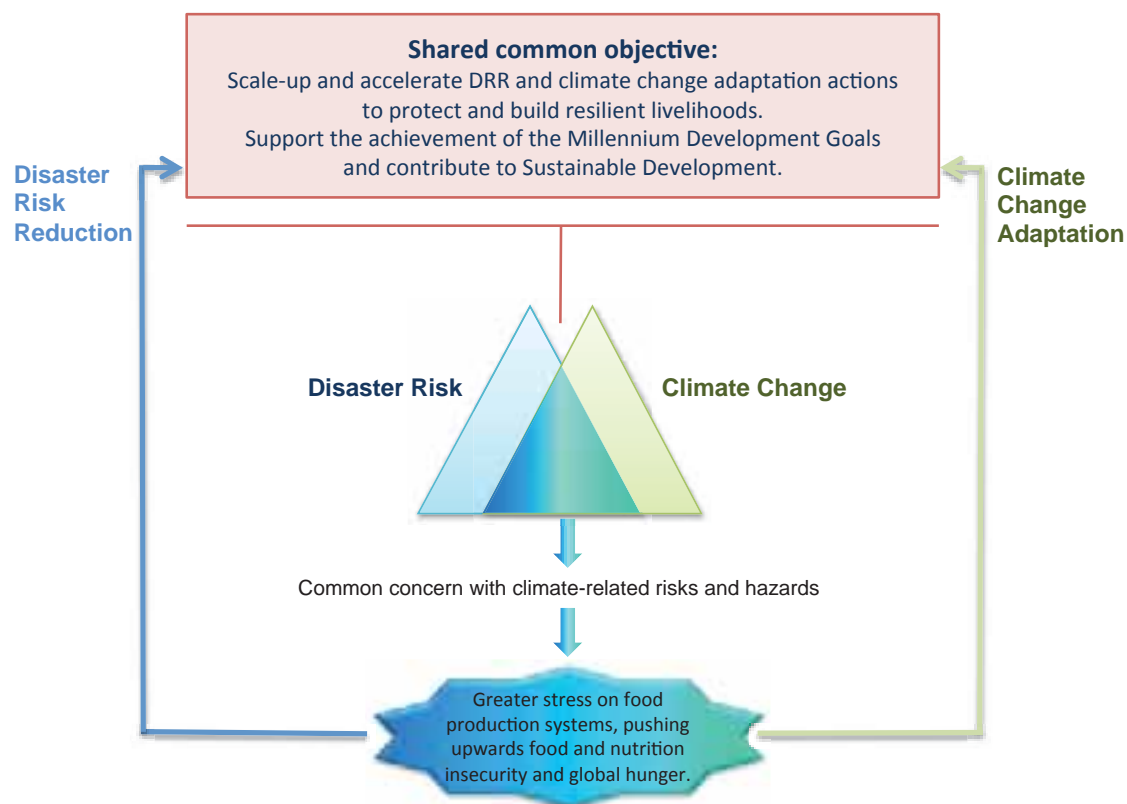 Shared common objective:
Scale-up and accelerate DRR and climate change adaptation actions
to protect and build resilient livelihoods.
Support the achievement of the Millennium Development Goals
and contribute to Sustainable Development.
Disaster
Risk
Reduction
Climate
Change
Adaptation
Disaster Risk
Climate Change
Common concern with climate-related risks and hazards
Greater stress on food
production systems, pushing
upwards food and nutrition
insecurity and global hunger.